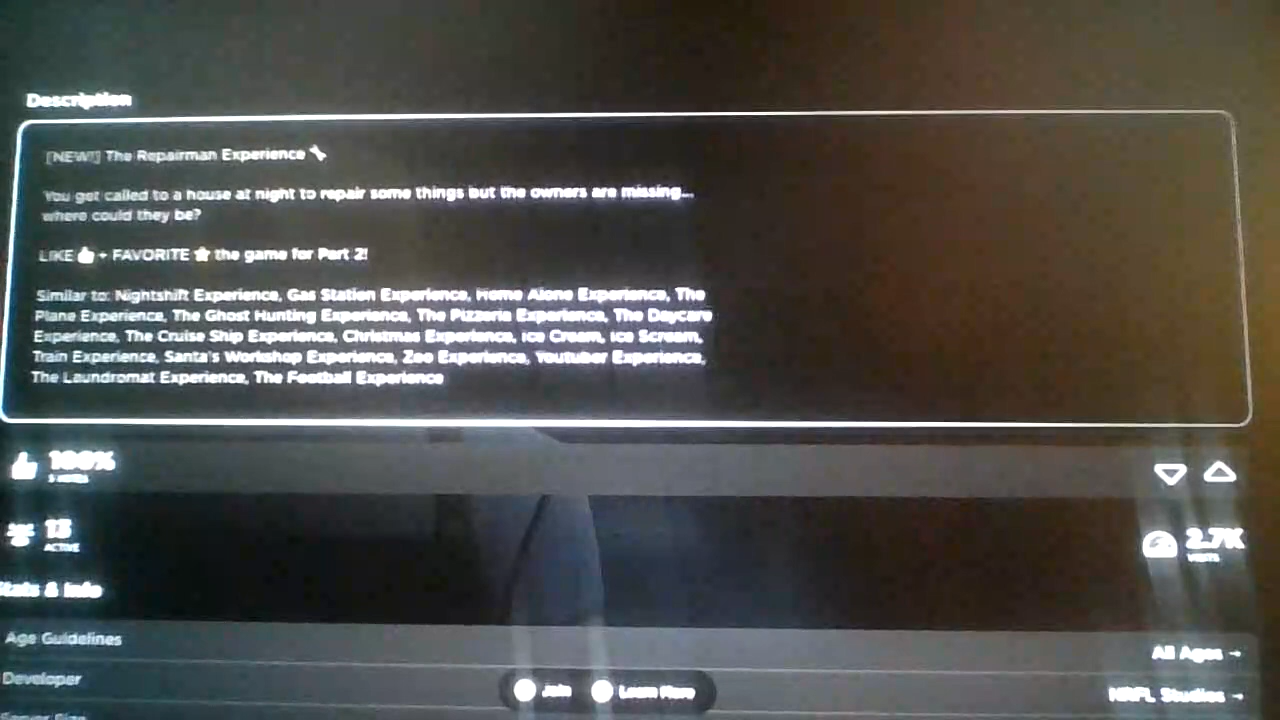 Description
[NEW!] The Repairman Experience
You get called to a house at night to repair some things but the owners are missing...
where could they be?
LIKE 👍 + FAVORITE ⭐ the game for Part 2!
Similar to: Nightshift Experience, Gas Station Experience, Home Alone Experience, The
Plane Experience, The Ghost Hunting Experience, The Pizzeria Experience, The Daycare
Experience, The Cruise Ship Experience, Christmas Experience, Ice Cream, Ice Scream,
Train Experience, Santa's Workshop Experience, Zoo Experience, Youtuber Experience,
The Laundromat Experience, The Football Experience
100%
VOTES
13
ACTIVE
2.7K
VISITS
Stats & Info
Age Guidelines
All Ages →
Developer
Studios →
Join
Learn More
Server Size